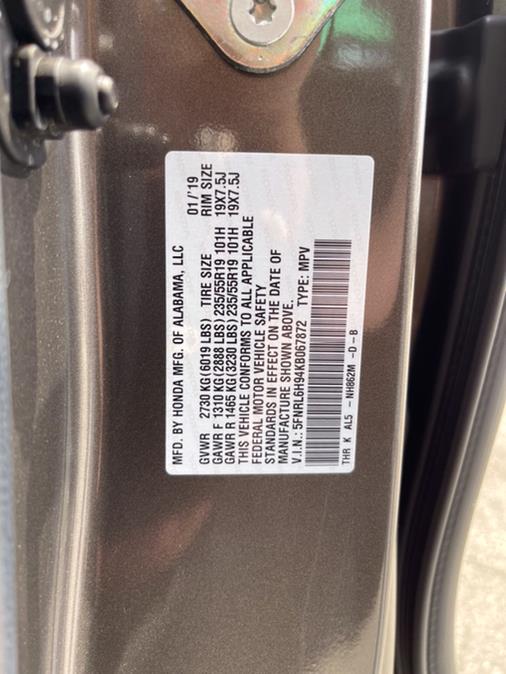 MFD. BY HONDA MFG. OF ALABAMA, LLC 01/'19
GVWR 2730 KG(6019 LBS) TIRE SIZE RIM SIZE
GAWR F 1310 KG(2888 LBS) 235/55R19 101H 19X7.5J
GAWR R 1465 KG(3230 LBS) 235/55R19 101H 19X7.5J
THIS VEHICLE CONFORMS TO ALL APPLICABLE
FEDERAL MOTOR VEHICLE SAFETY
STANDARDS IN EFFECT ON THE DATE OF
MANUFACTURE SHOWN ABOVE.
V.I.N.: 5FNRL6H94KB067872 TYPE: MPV
THR K AL5 - NH862M -D-B